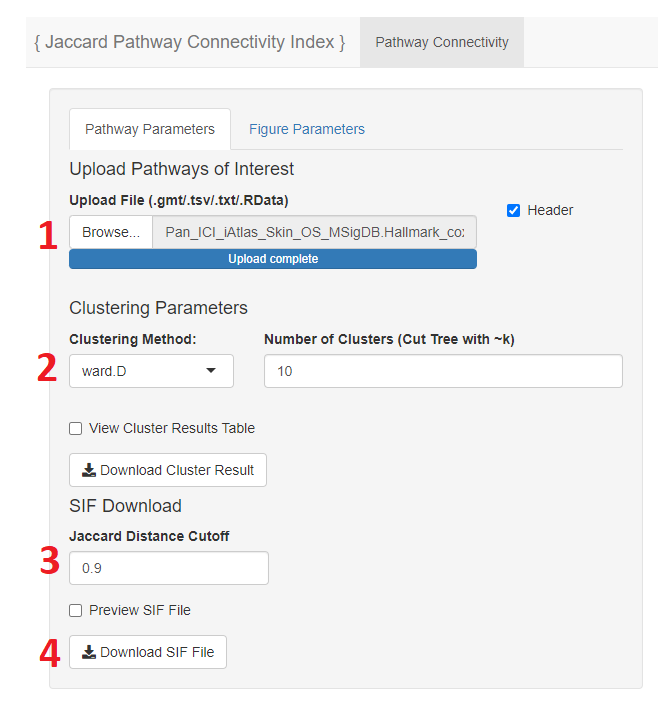 { Jaccard Pathway Connectivity Index } Pathway Connectivity
Pathway Parameters Figure Parameters
Upload Pathways of Interest
Upload File (.gmt/.tsv/.txt/.RData)
Header
1 Browse... Pan_ICI_iAtlas_Skin_OS_MSigDB.Hallmark_co
Upload complete
Clustering Parameters
Clustering Method: Number of Clusters (Cut Tree with ~k)
2 ward.D 10
View Cluster Results Table
Download Cluster Result
SIF Download
Jaccard Distance Cutoff
3 0.9
Preview SIF File
4 Download SIF File